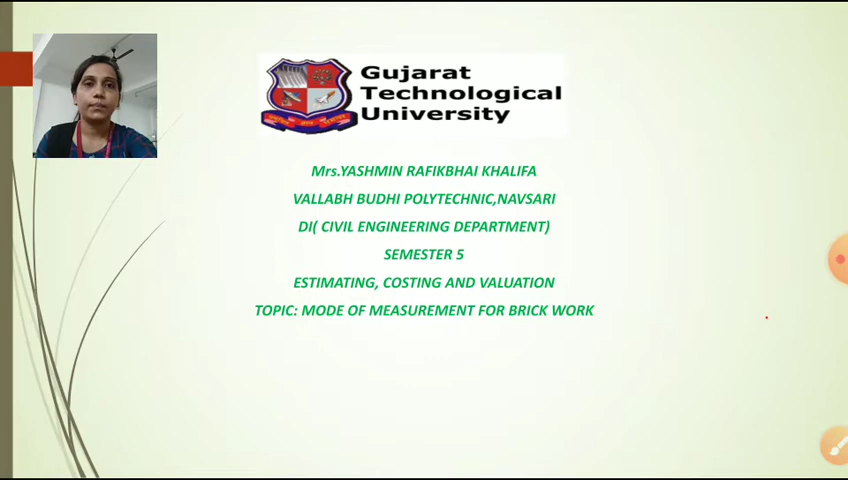 Gujarat
Technological
University
Mrs.YASHMIN RAFIKBHAI KHALIFA
VALLABH BUDHI POLYTECHNIC,NAVSARI
DI( CIVIL ENGINEERING DEPARTMENT)
SEMESTER 5
ESTIMATING, COSTING AND VALUATION
TOPIC: MODE OF MEASUREMENT FOR BRICK WORK